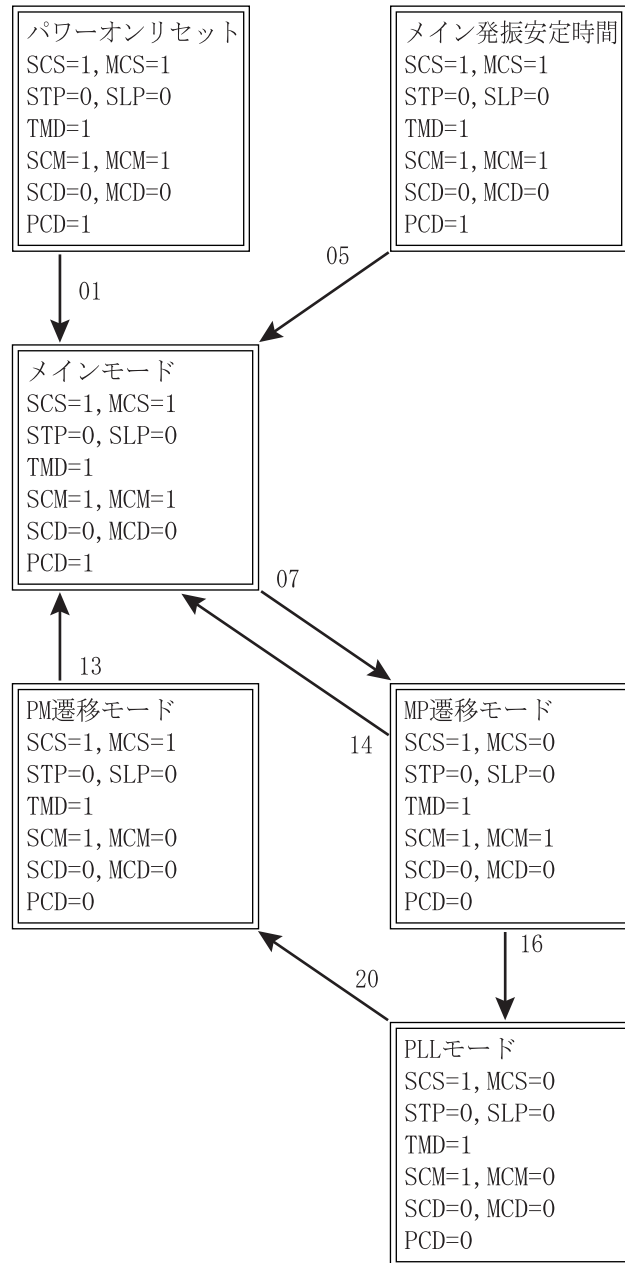 パワーオンリセット
SCS=1, MCS=1
STP=0, SLP=0
TMD=1
SCM=1, MCM=1
SCD=0, MCD=0
PCD=1
メイン発振安定時間
SCS=1, MCS=1
STP=0, SLP=0
TMD=1
SCM=1, MCM=1
SCD=0, MCD=0
PCD=1
01
05
メインモード
SCS=1, MCS=1
STP=0, SLP=0
TMD=1
SCM=1, MCM=1
SCD=0, MCD=0
PCD=1
07
13
14
PM遷移モード
SCS=1, MCS=1
STP=0, SLP=0
TMD=1
SCM=1, MCM=0
SCD=0, MCD=0
PCD=0
MP遷移モード
SCS=1, MCS=0
STP=0, SLP=0
TMD=1
SCM=1, MCM=1
SCD=0, MCD=0
PCD=0
16
20
PLLモード
SCS=1, MCS=0
STP=0, SLP=0
TMD=1
SCM=1, MCM=0
SCD=0, MCD=0
PCD=0